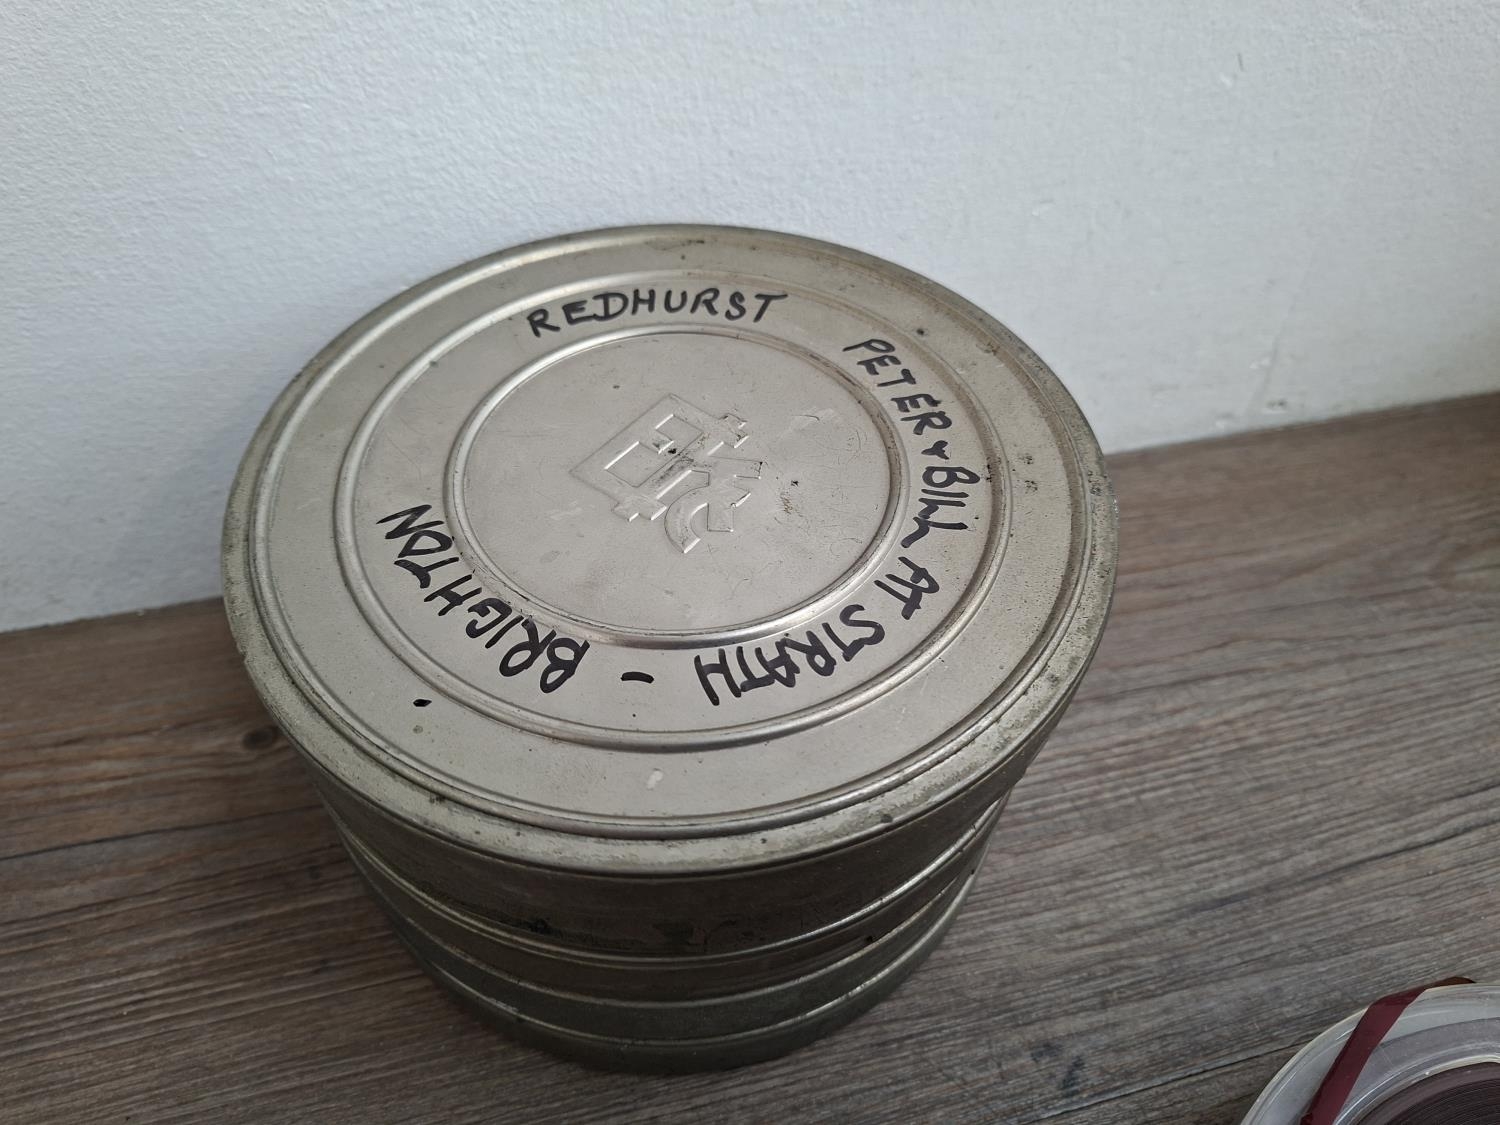 REDHURST
PETER & BILL AT STRATH - BRIGHTON